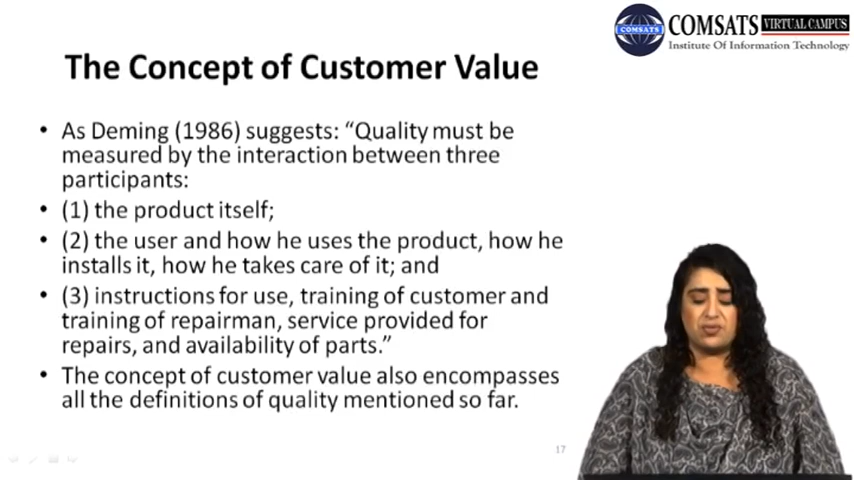 COMSATS
COMSATS VIRTUAL CAMPUS
Institute Of Information Technology
The Concept of Customer Value
• As Deming (1986) suggests: “Quality must be
measured by the interaction between three
participants:
• (1) the product itself;
• (2) the user and how he uses the product, how he
installs it, how he takes care of it; and
• (3) instructions for use, training of customer and
training of repairman, service provided for
repairs, and availability of parts.”
• The concept of customer value also encompasses
all the definitions of quality mentioned so far.
17